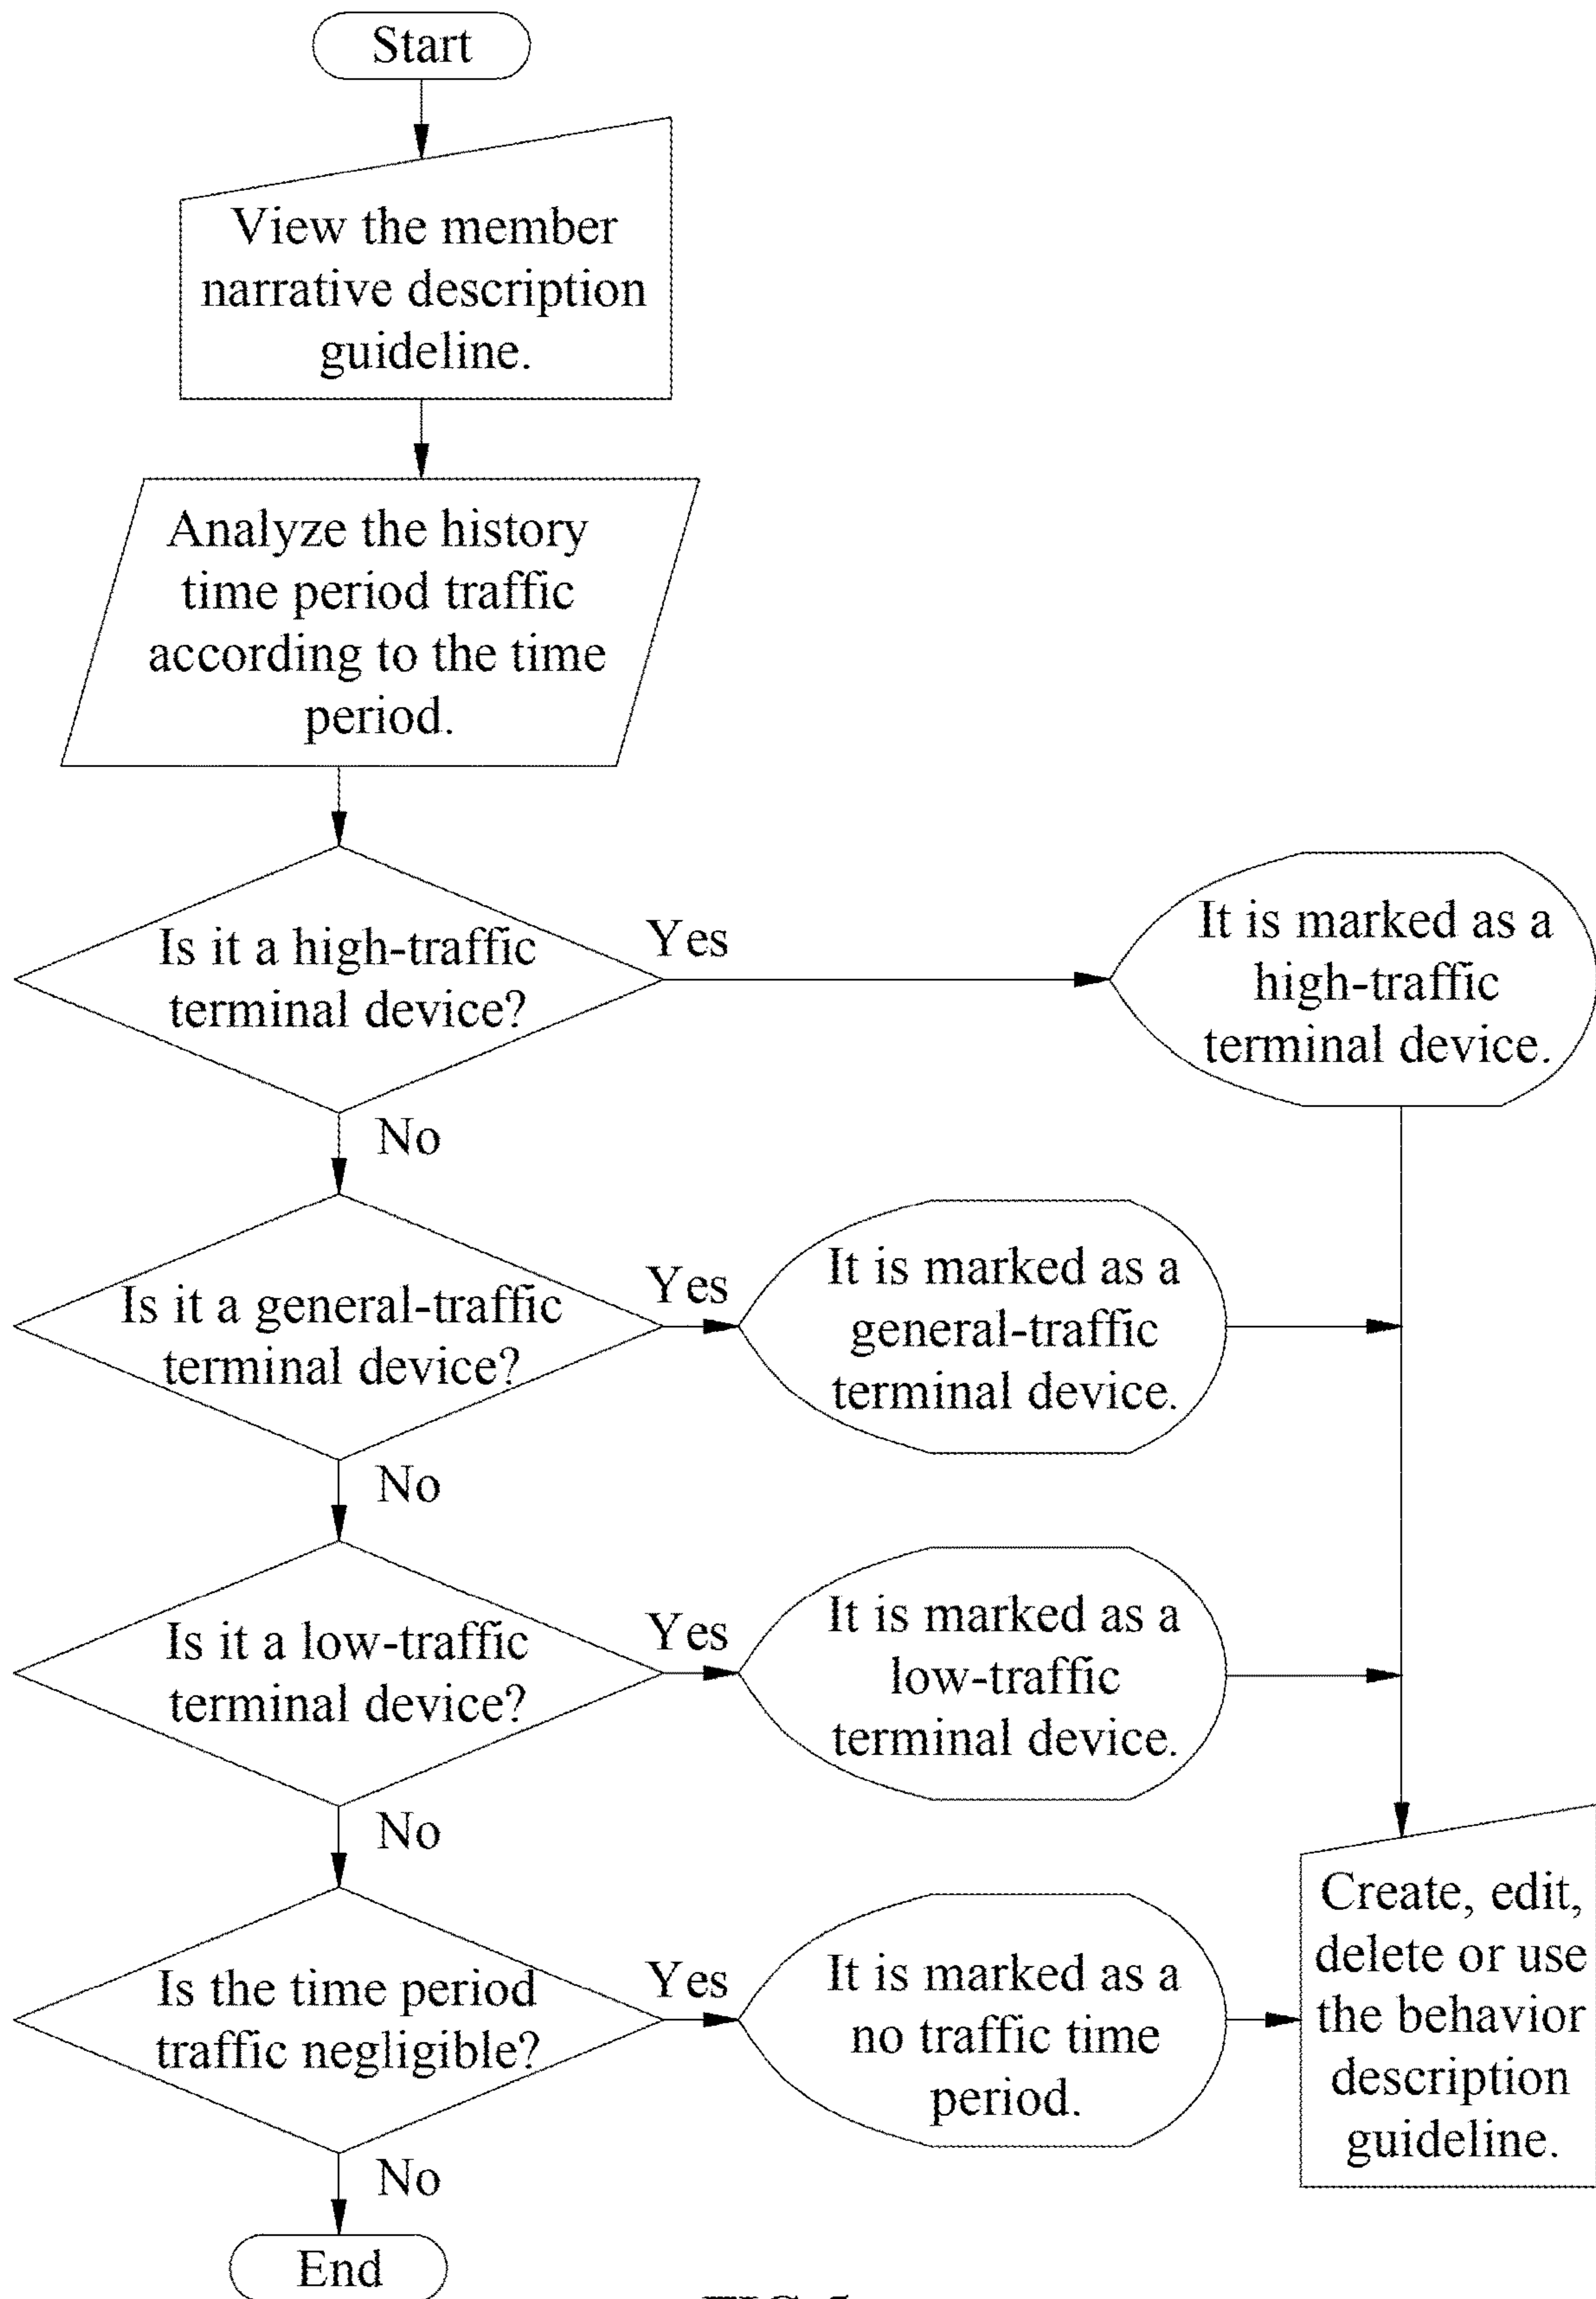 Start
View the member
narrative description
guideline.
Analyze the history
time period traffic
according to the time
period.
Is it a high-traffic
terminal device?
Yes
It is marked as a
high-traffic
terminal device.
No
Is it a general-traffic
terminal device?
Yes
It is marked as a
general-traffic
terminal device.
No
Is it a low-traffic
terminal device?
Yes
It is marked as a
low-traffic
terminal device.
No
Is the time period
traffic negligible?
Yes
It is marked as a
no traffic time
period.
Create, edit,
delete or use
the behavior
description
guideline.
No
End